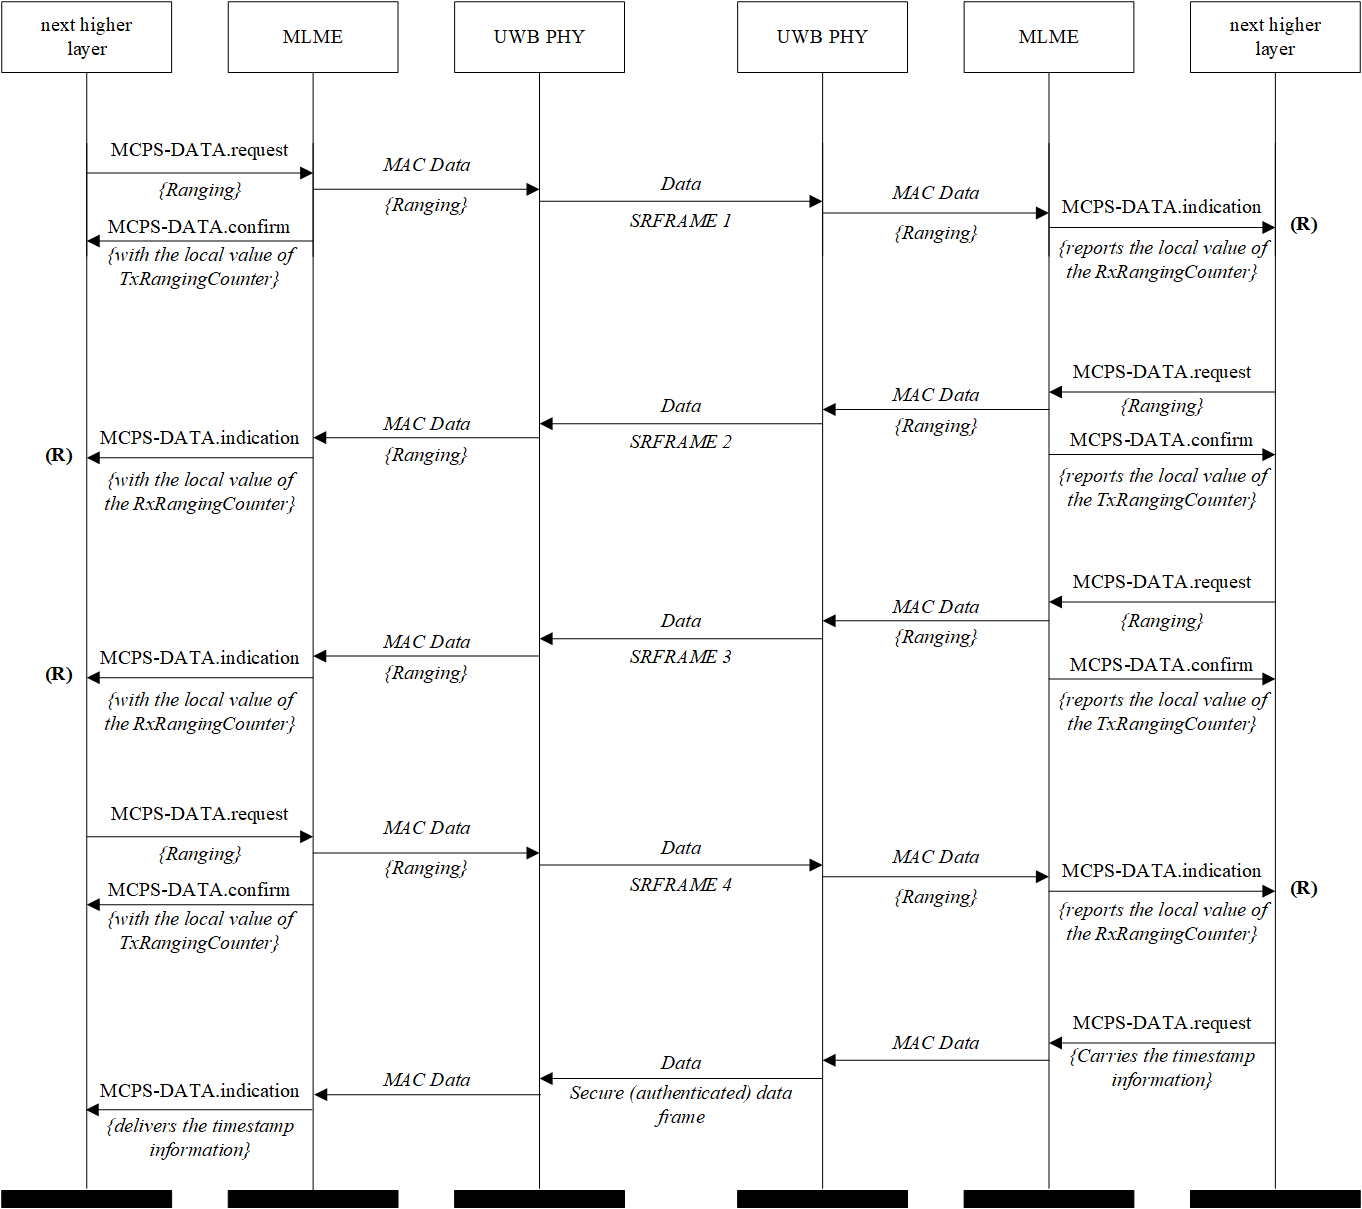 next higher
layer
MLME
UWB PHY
UWB PHY
MLME
next higher
layer
MCPS-DATA.request
{Ranging}
MAC Data
{Ranging}
Data
SRFRAME 1
MAC Data
{Ranging}
MCPS-DATA.indication
(R)
{reports the local value of
the RxRangingCounter}
MCPS-DATA.confirm
{with the local value of
TxRangingCounter}
MCPS-DATA.request
{Ranging}
MAC Data
{Ranging}
Data
SRFRAME 2
MAC Data
{Ranging}
MCPS-DATA.indication
(R)
{with the local value of
the RxRangingCounter}
MCPS-DATA.confirm
{reports the local value of
the TxRangingCounter}
MCPS-DATA.request
{Ranging}
MAC Data
{Ranging}
Data
SRFRAME 3
MAC Data
{Ranging}
MCPS-DATA.indication
(R)
{with the local value of
the RxRangingCounter}
MCPS-DATA.confirm
{reports the local value of
the TxRangingCounter}
MCPS-DATA.request
{Ranging}
MAC Data
{Ranging}
Data
SRFRAME 4
MAC Data
{Ranging}
MCPS-DATA.indication
(R)
{reports the local value of
the RxRangingCounter}
MCPS-DATA.confirm
{with the local value of
TxRangingCounter}
MCPS-DATA.request
{Carries the timestamp
information}
MAC Data
Data
Secure (authenticated) data
frame
MAC Data
MCPS-DATA.indication
{delivers the timestamp
information}